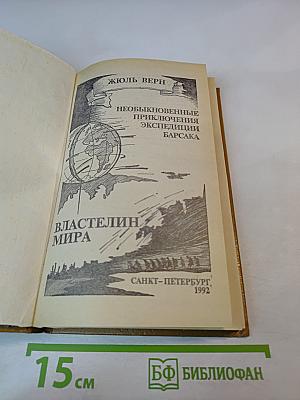 ЖЮЛЬ ВЕРН
НЕОБЫКНОВЕННЫЕ
ПРИКЛЮЧЕНИЯ
ЭКСПЕДИЦИИ
БАРСАКА
ВЛАСТЕЛИН
МИРА
САНКТ-ПЕТЕРБУРГ
1992
15 см
БФ БИБЛИОФАН